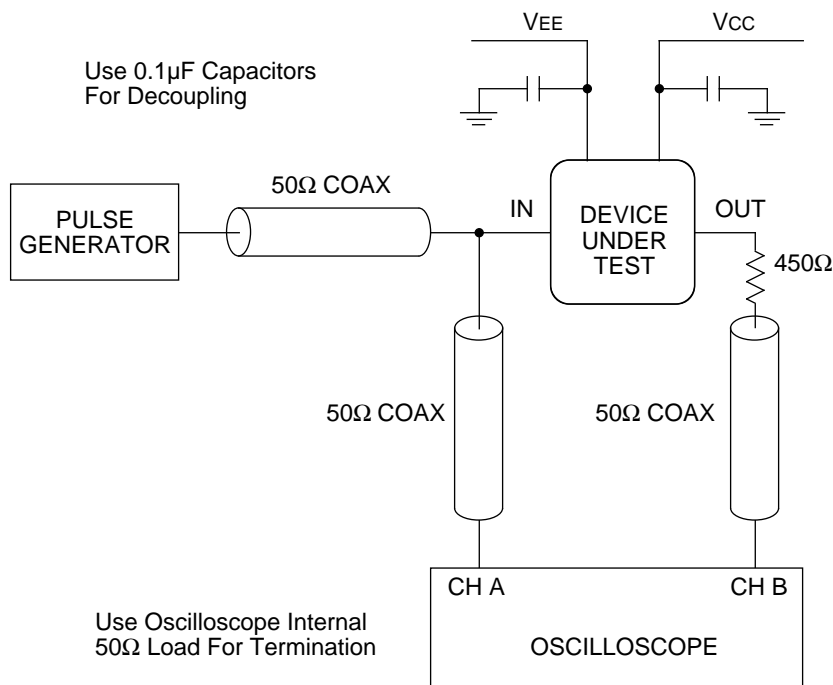 VEE
VCC
Use 0.1µF Capacitors
For Decoupling
50Ω COAX
PULSE
GENERATOR
IN
DEVICE
UNDER
TEST
OUT
450Ω
50Ω COAX
50Ω COAX
CH A
CH B
Use Oscilloscope Internal
50Ω Load For Termination
OSCILLOSCOPE